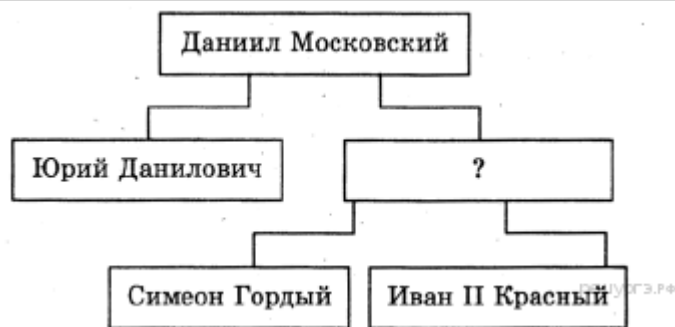 Даниил Московский
Юрий Данилович
?
Симеон Гордый
Иван II Красный